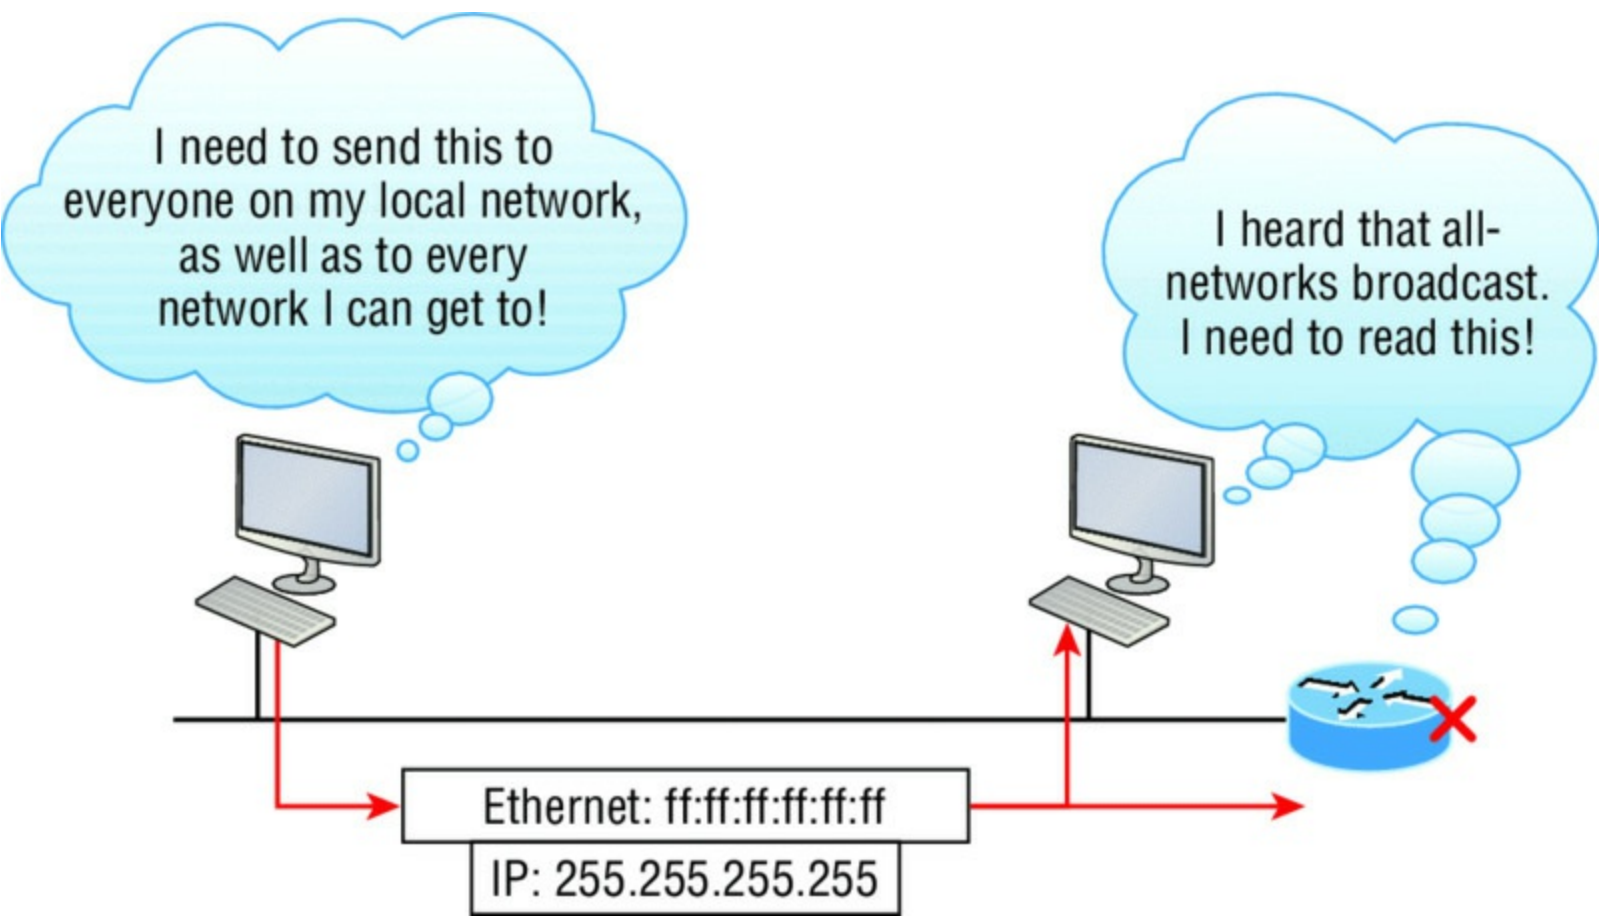 I need to send this to
everyone on my local network,
as well as to every
network I can get to!
I heard that all-
networks broadcast.
I need to read this!
Ethernet: ff:ff:ff:ff:ff:ff
IP: 255.255.255.255